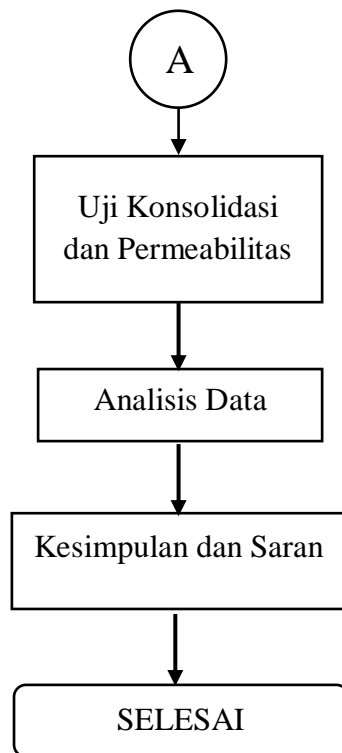 A
Uji Konsolidasi
dan Permeabilitas
Analisis Data
Kesimpulan dan Saran
SELESAI